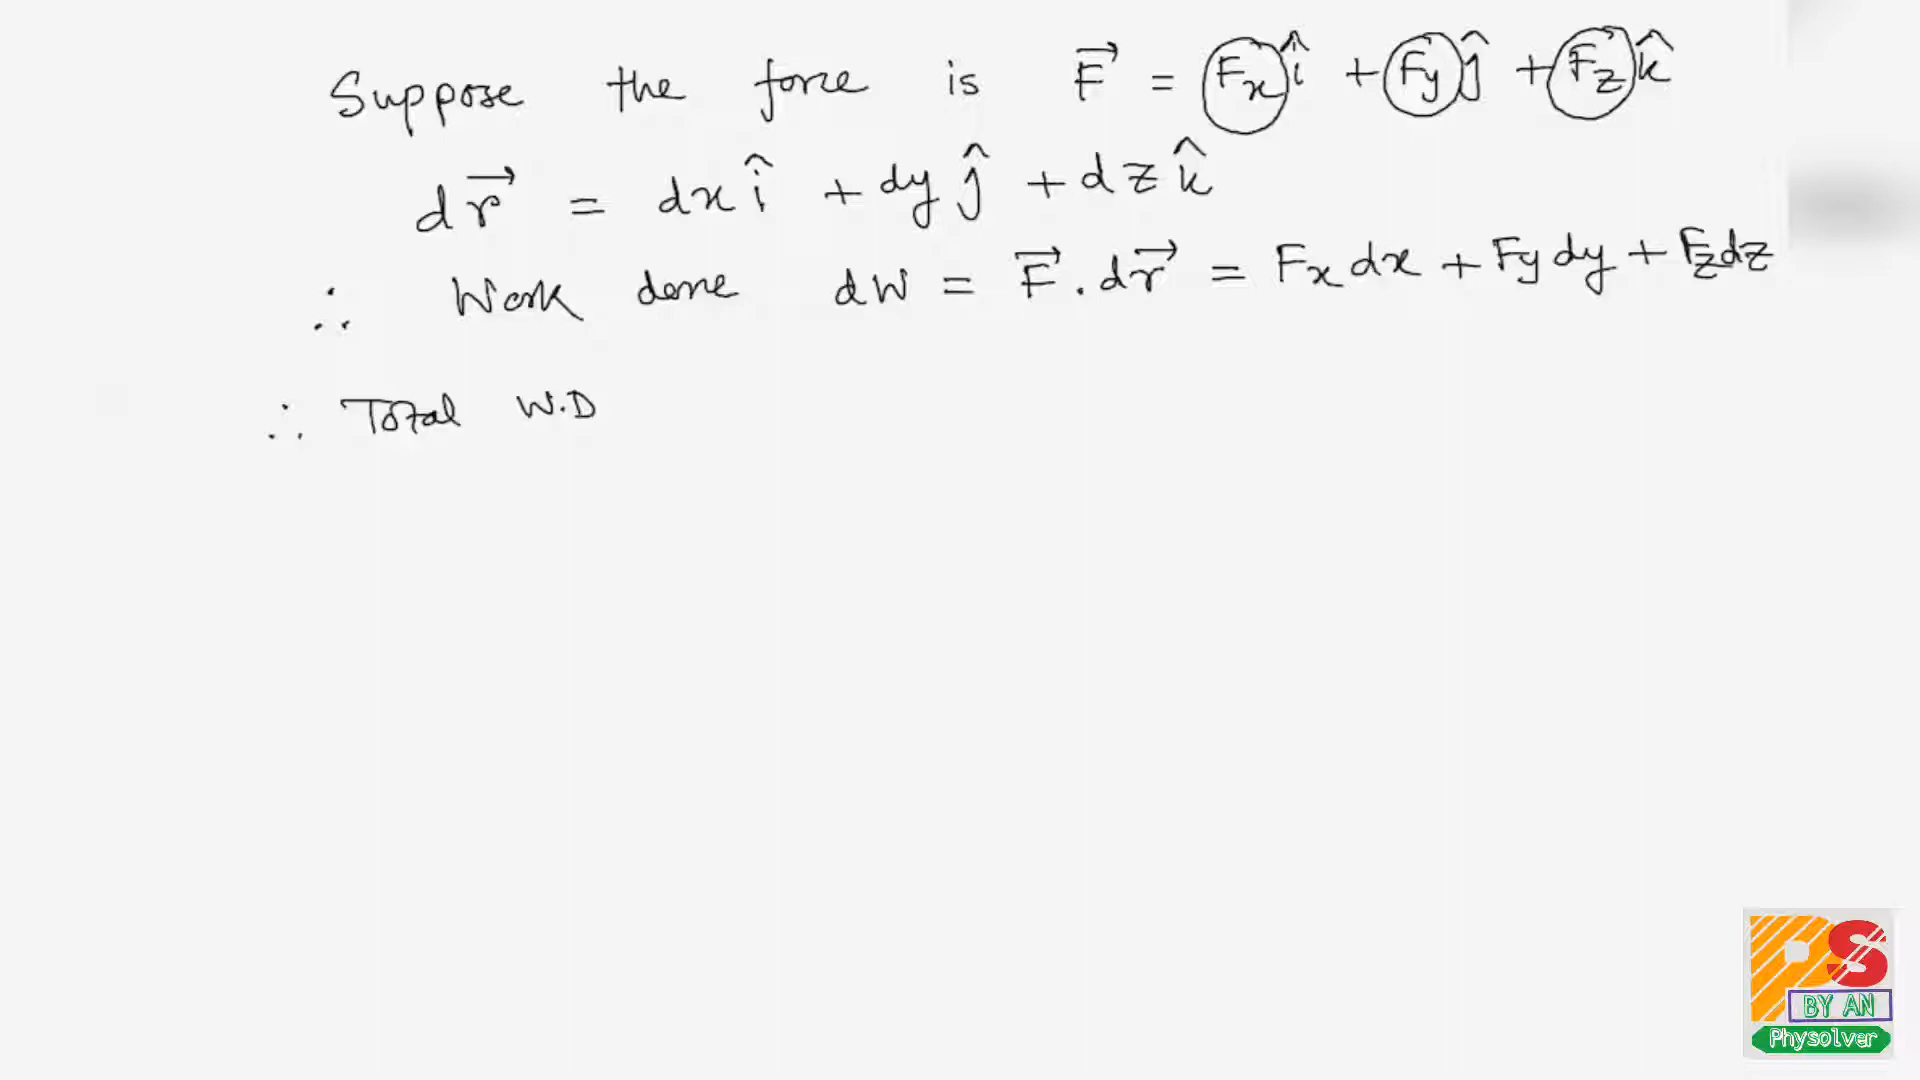 Suppose the force is F⃗ = Fx î + Fy ĵ + Fz k̂
dr⃗ = dx î + dy ĵ + dz k̂
∴ Work done dW = F⃗ . dr⃗ = Fx dx + Fy dy + Fz dz
∴ Total W.D
PS
BY AN
Physolver